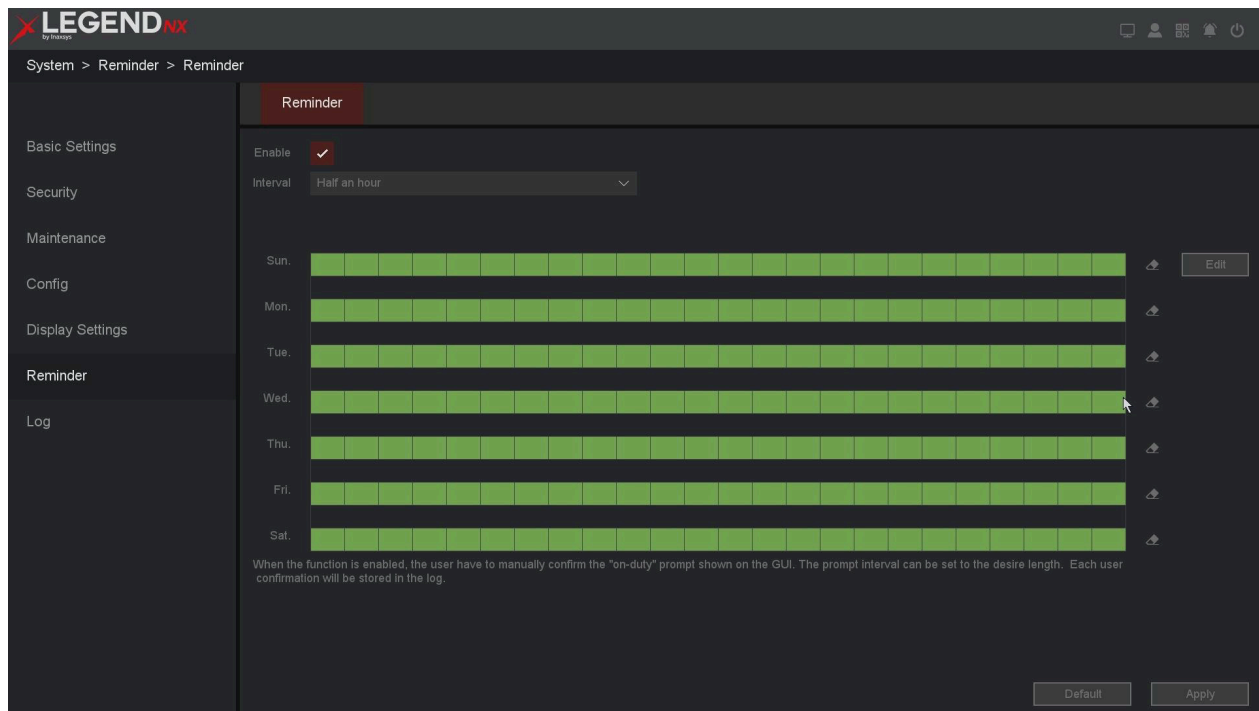 LEGEND NX
by Inaxsys
System > Reminder > Reminder
Reminder
Basic Settings
Security
Maintenance
Config
Display Settings
Reminder
Log
Enable
Interval Half an hour
Sun. Edit
Mon.
Tue.
Wed.
Thu.
Fri.
Sat.
When the function is enabled, the user have to manually confirm the "on-duty" prompt shown on the GUI. The prompt interval can be set to the desire length. Each user
confirmation will be stored in the log.
Default Apply